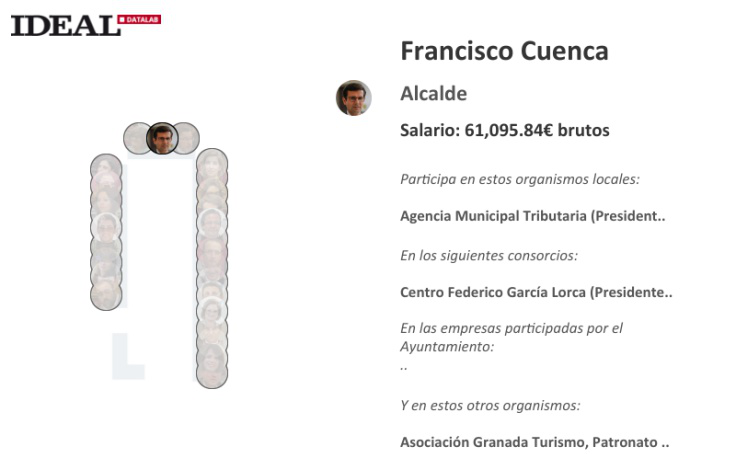 IDEAL DATALAB
Francisco Cuenca
Alcalde
Salario: 61,095.84€ brutos
Participa en estos organismos locales:
Agencia Municipal Tributaria (President..
En los siguientes consorcios:
Centro Federico García Lorca (Presidente..
En las empresas participadas por el
Ayuntamiento:
..
Y en estos otros organismos:
Asociación Granada Turismo, Patronato ..